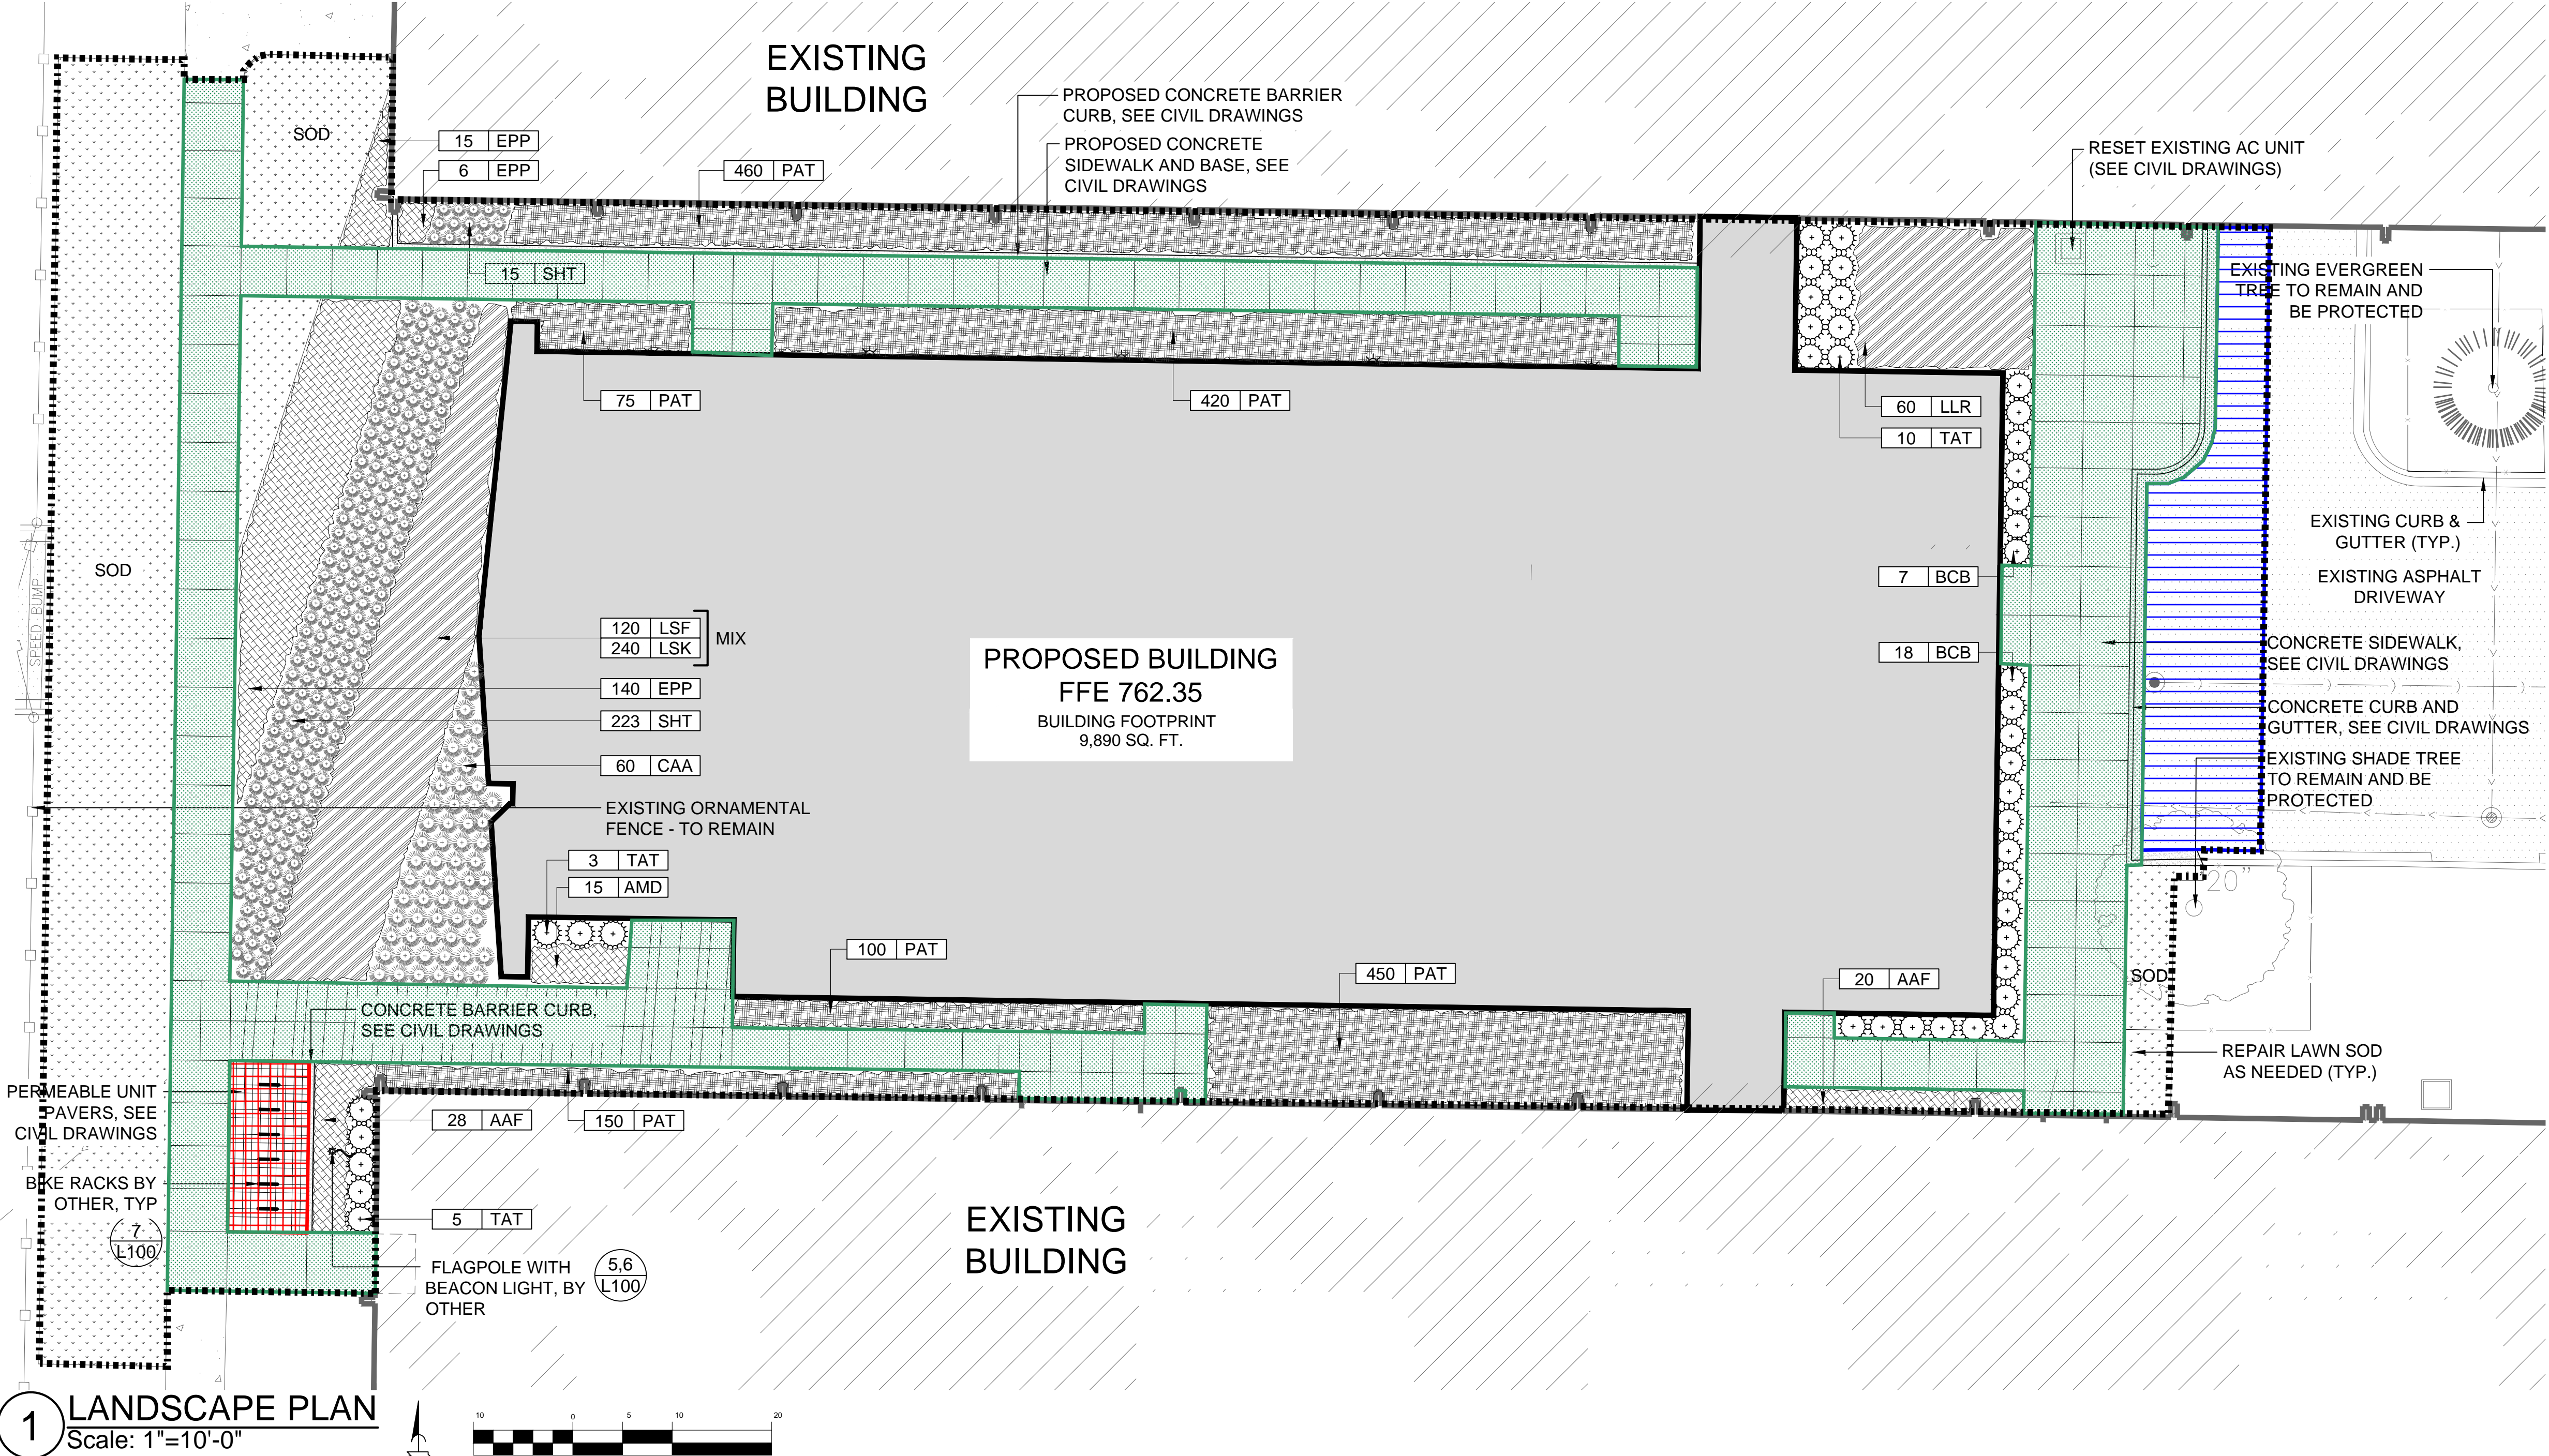 EXISTING
BUILDING
PROPOSED CONCRETE BARRIER
CURB, SEE CIVIL DRAWINGS
PROPOSED CONCRETE
SIDEWALK AND BASE, SEE
CIVIL DRAWINGS
SOD
15 EPP
6 EPP
460 PAT
RESET EXISTING AC UNIT
(SEE CIVIL DRAWINGS)
15 SHT
EXISTING EVERGREEN
TREE TO REMAIN AND
BE PROTECTED
75 PAT
420 PAT
60 LLR
10 TAT
EXISTING CURB &
GUTTER (TYP.)
SOD
SPEED BUMP
7 BCB
EXISTING ASPHALT
DRIVEWAY
120 LSF
240 LSK
MIX
PROPOSED BUILDING
FFE 762.35
BUILDING FOOTPRINT
9,890 SQ. FT.
18 BCB
CONCRETE SIDEWALK,
SEE CIVIL DRAWINGS
140 EPP
223 SHT
CONCRETE CURB AND
GUTTER, SEE CIVIL DRAWINGS
60 CAA
EXISTING SHADE TREE
TO REMAIN AND BE
PROTECTED
EXISTING ORNAMENTAL
FENCE - TO REMAIN
3 TAT
15 AMD
20"
100 PAT
450 PAT
20 AAF
SOD
CONCRETE BARRIER CURB,
SEE CIVIL DRAWINGS
REPAIR LAWN SOD
AS NEEDED (TYP.)
PERMEABLE UNIT
PAVERS, SEE
CIVIL DRAWINGS
28 AAF
150 PAT
BIKE RACKS BY
OTHER, TYP
7
L100
5 TAT
EXISTING
BUILDING
FLAGPOLE WITH
BEACON LIGHT, BY
OTHER
5,6
L100
1
LANDSCAPE PLAN
Scale: 1"=10'-0"
10 0 5 10 20